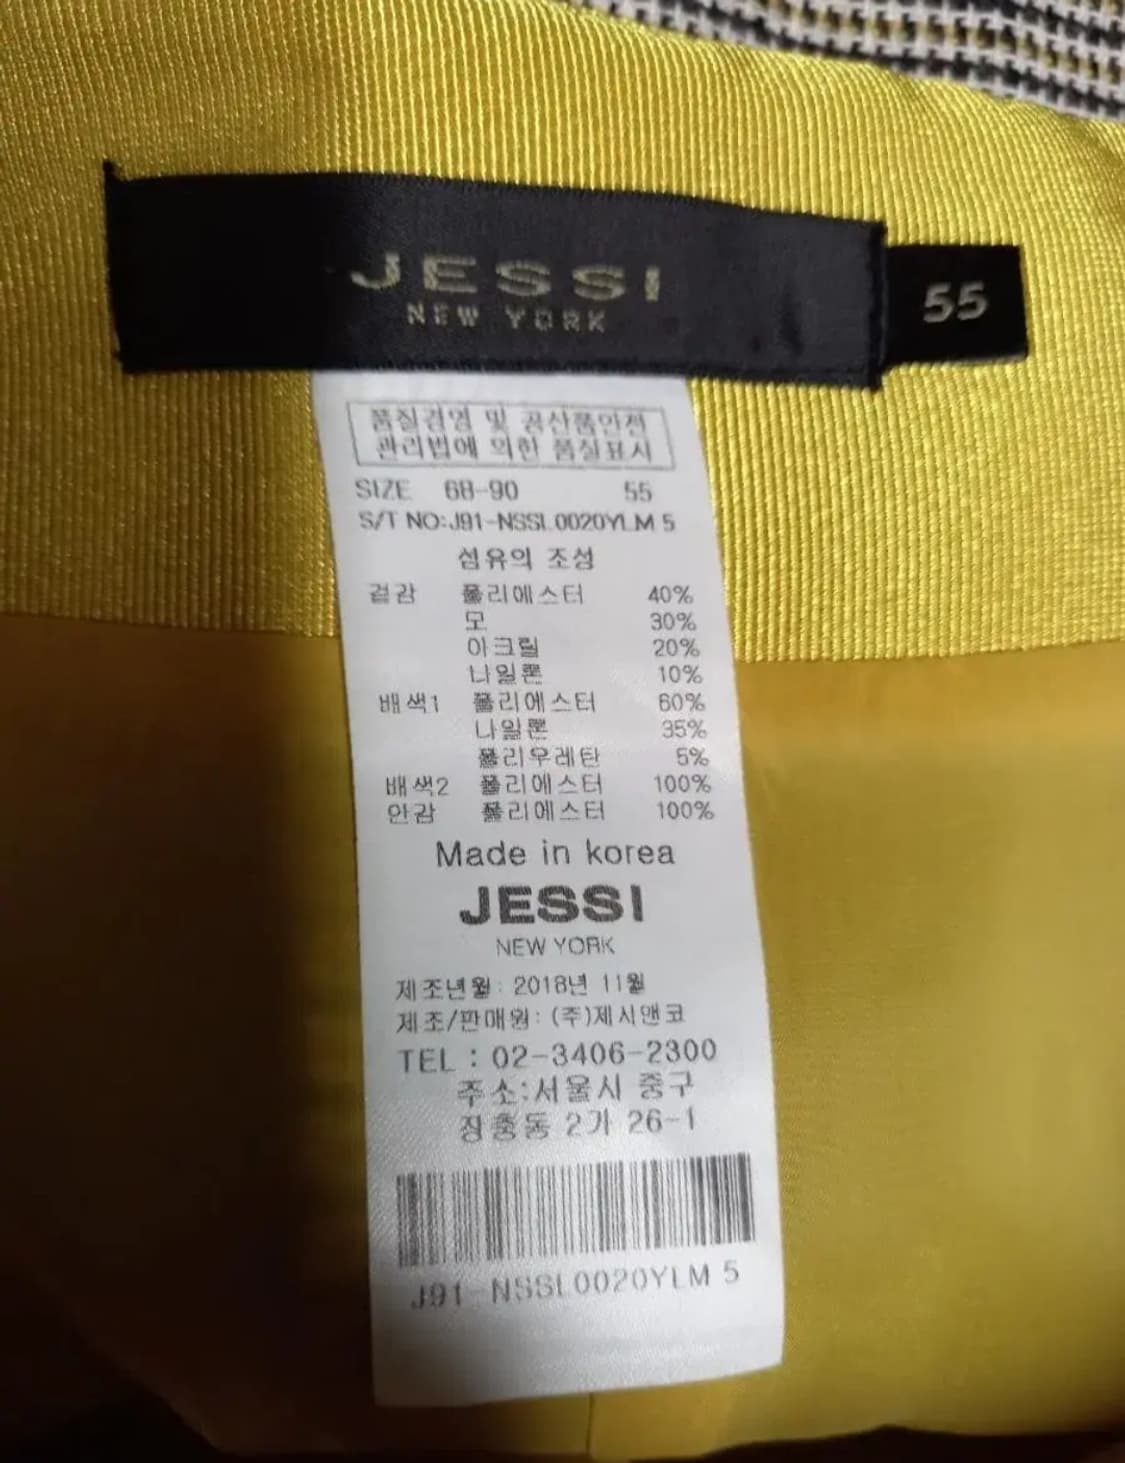 JESSI
NEW YORK
55
품질경영 및 공산품안전
관리법에 의한 품질표시
SIZE 68-90 55
S/T NO:J91-NSSL0020YLM 5
섬유의 조성
겉감 폴리에스터 40%
모 30%
아크릴 20%
나일론 10%
배색1 폴리에스터 60%
나일론 35%
폴리우레탄 5%
배색2 폴리에스터 100%
안감 폴리에스터 100%
Made in korea
JESSI
NEW YORK
제조년월: 2018년 11월
제조/판매원: (주)제시앤코
TEL : 02-3406-2300
주소:서울시 중구
장충동 2가 26-1
J91-NSSL0020YLM 5